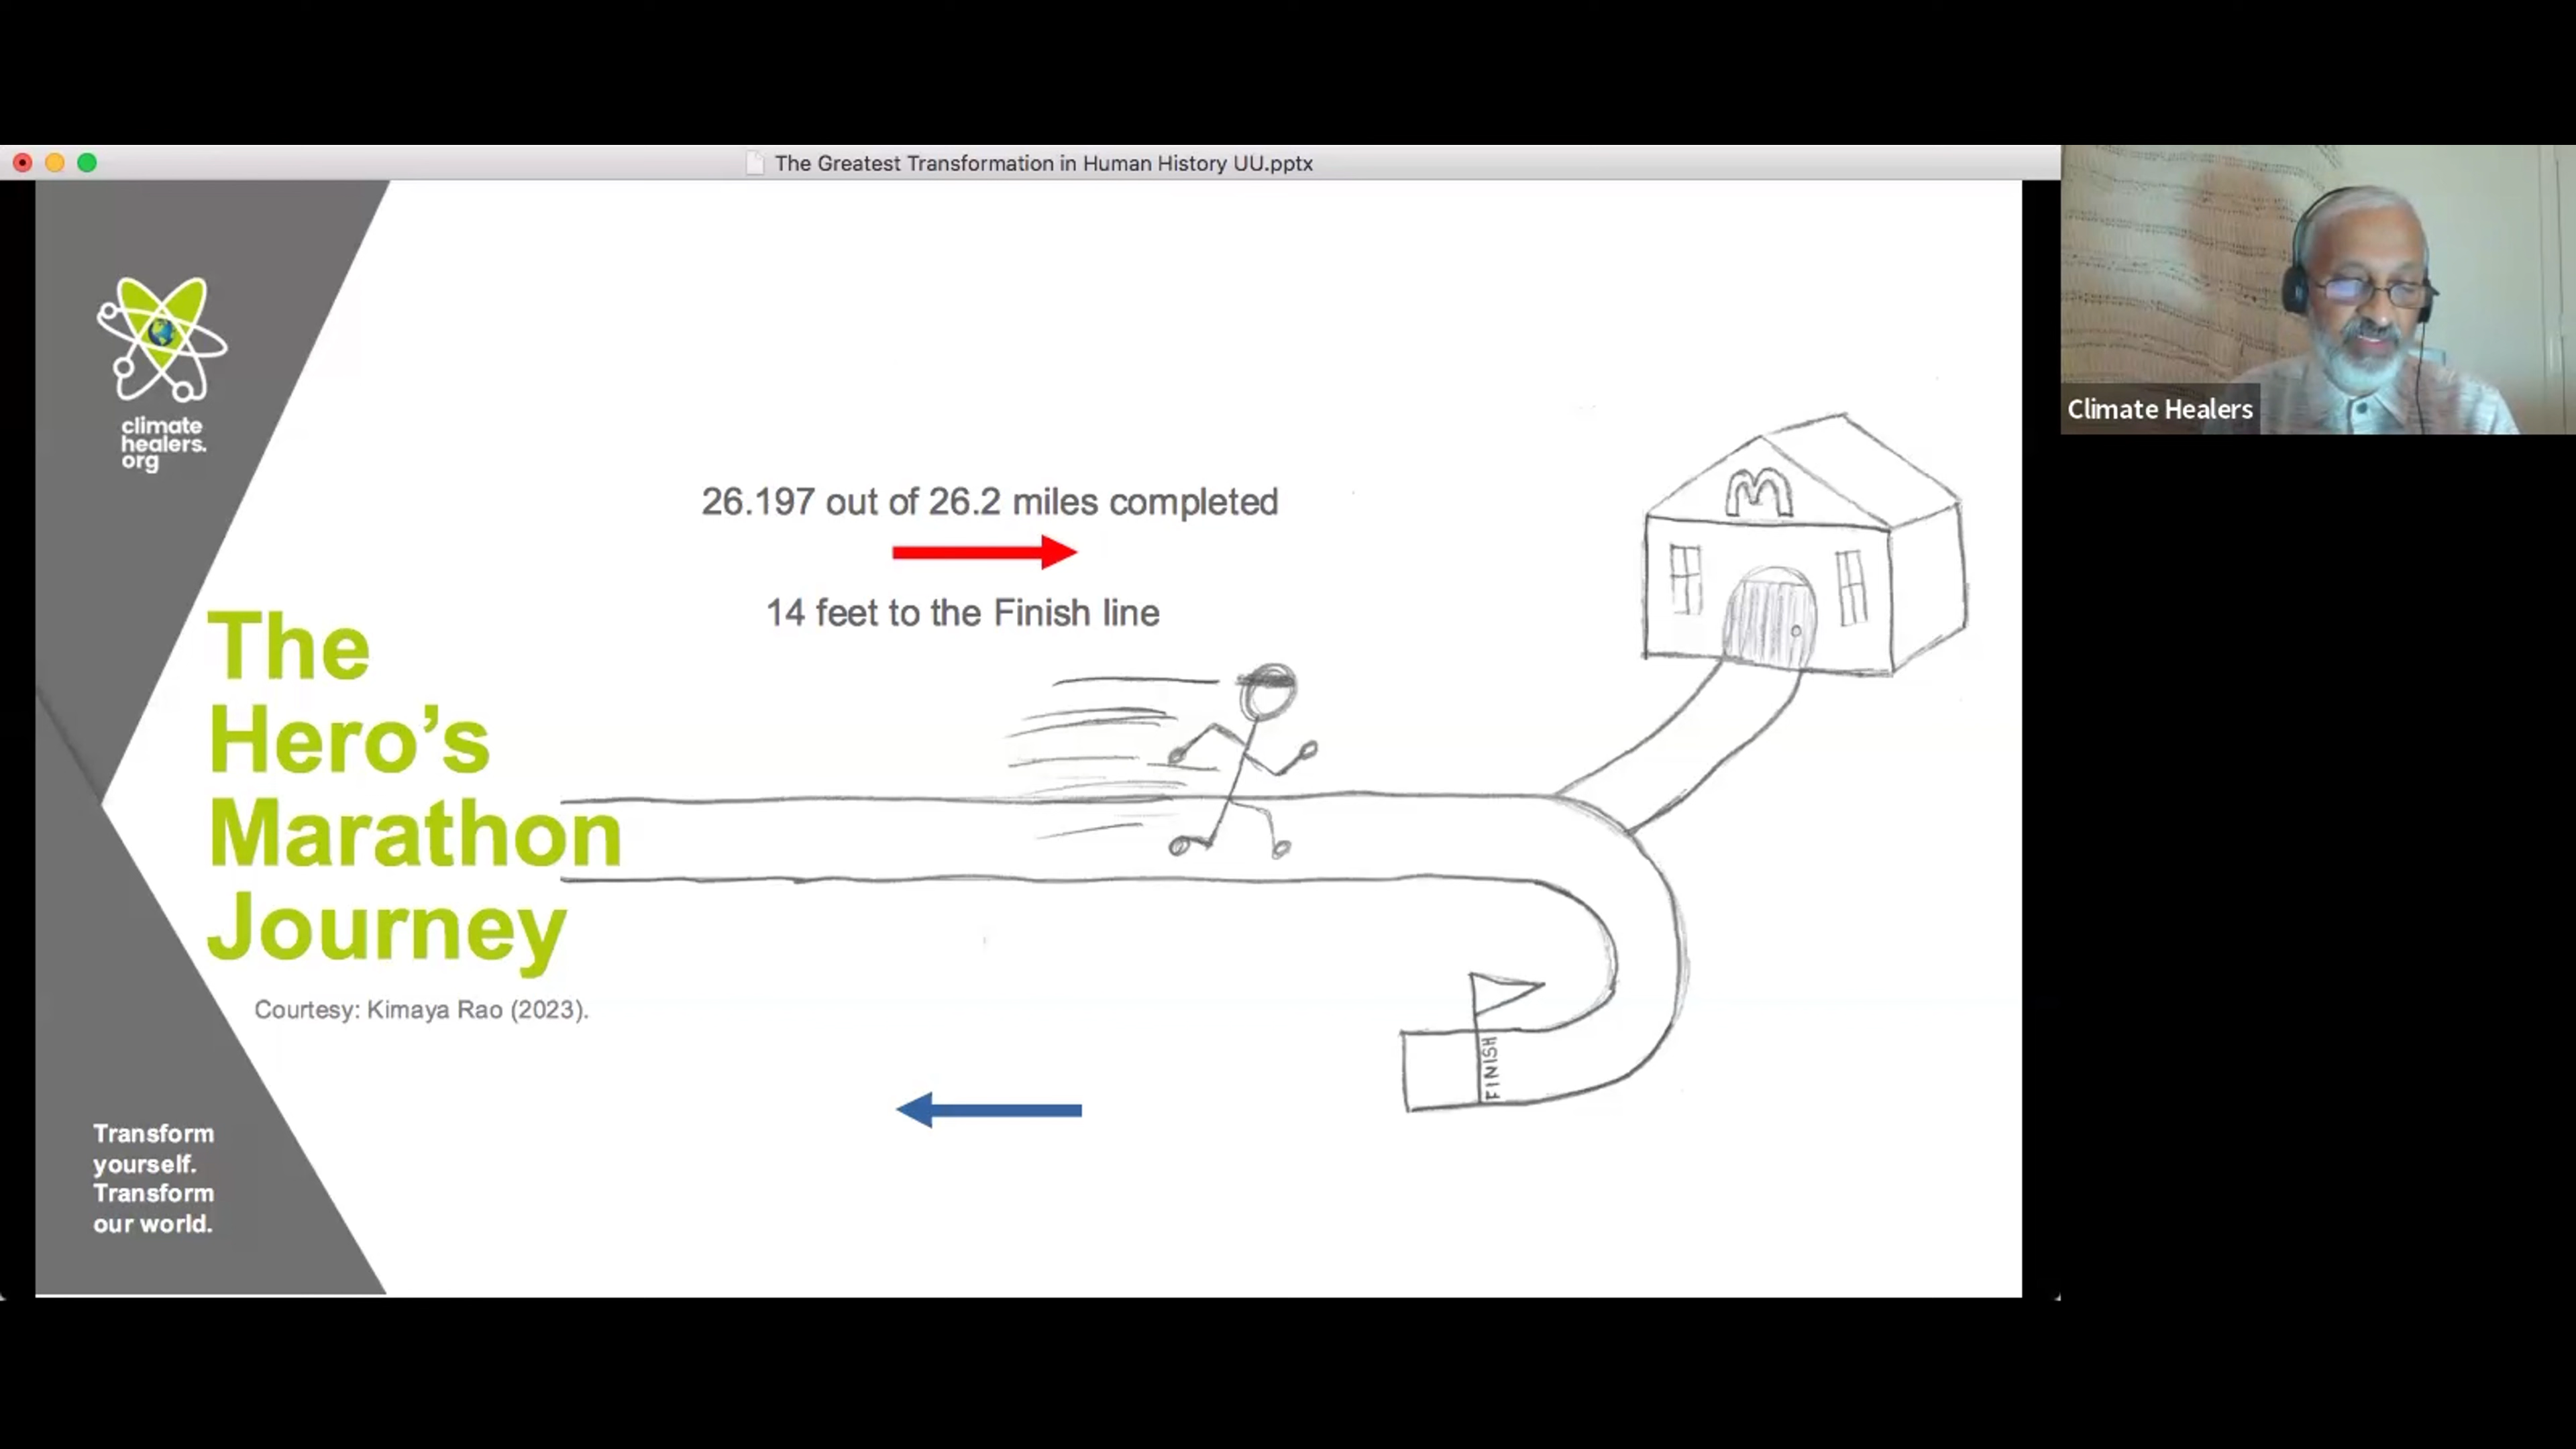 The Greatest Transformation in Human History UU.pptx
climate
healers.
org
26.197 out of 26.2 miles completed
14 feet to the Finish line
M
The
Hero’s
Marathon
Journey
Courtesy: Kimaya Rao (2023).
FINISH
Transform
yourself.
Transform
our world.
Climate Healers